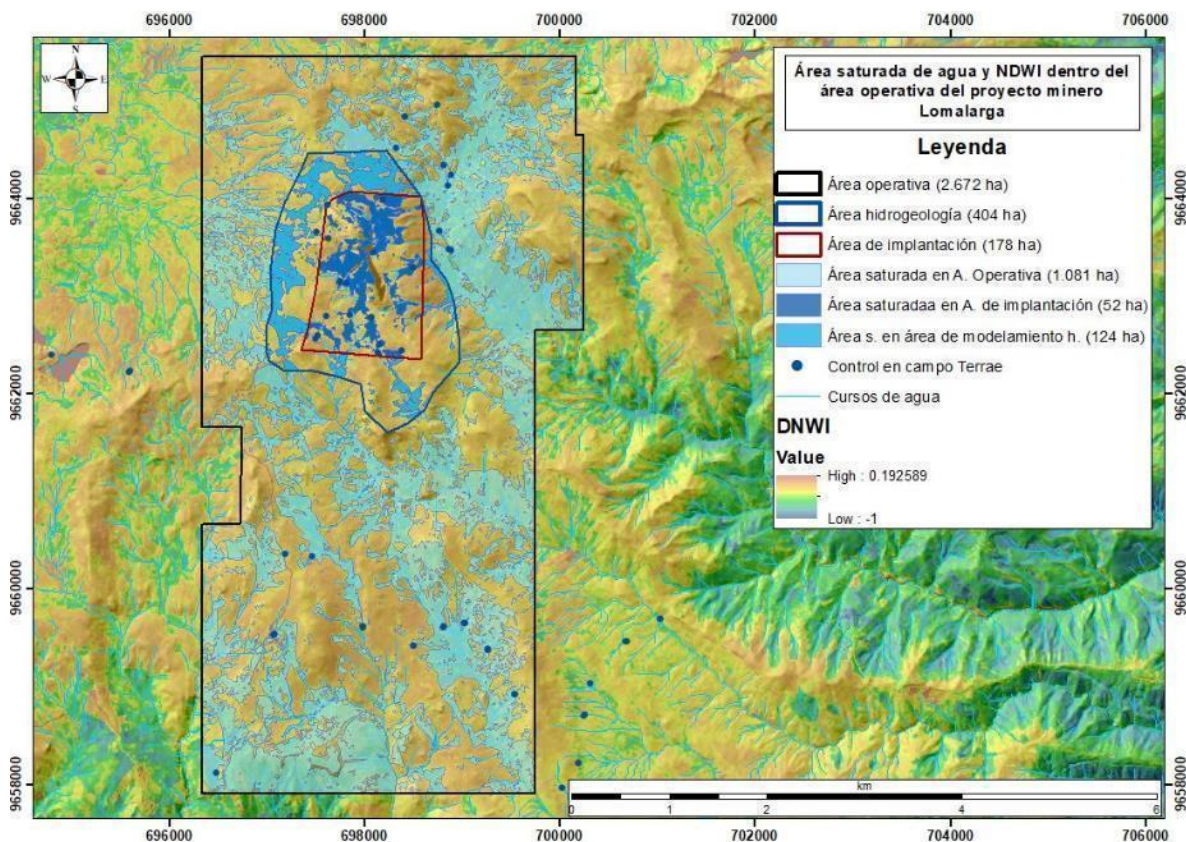 696000 698000 700000 702000 704000 706000
N
W E
S
Área saturada de agua y NDWI dentro del
área operativa del proyecto minero
Lomalarga
Leyenda
Área operativa (2.672 ha)
Área hidrogeología (404 ha)
Área de implantación (178 ha)
Área saturada en A. Operativa (1.081 ha)
Área saturadaa en A. de implantación (52 ha)
Área s. en área de modelamiento h. (124 ha)
Control en campo Terrae
Cursos de agua
DNWI
Value
High : 0.192589
Low : -1
9664000 9664000
9662000 9662000
9660000 9660000
9658000 9658000
km
0 1 2 4 6
696000 698000 700000 702000 704000 706000